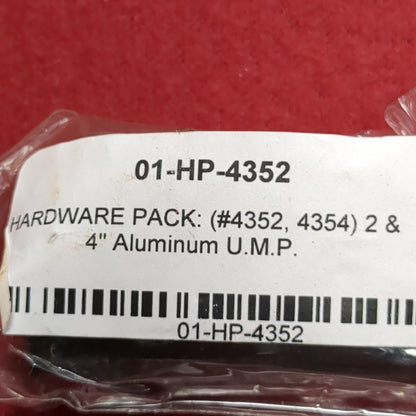 01-HP-4352
HARDWARE PACK: (#4352, 4354) 2 &
4" Aluminum U.M.P.
01-HP-4352